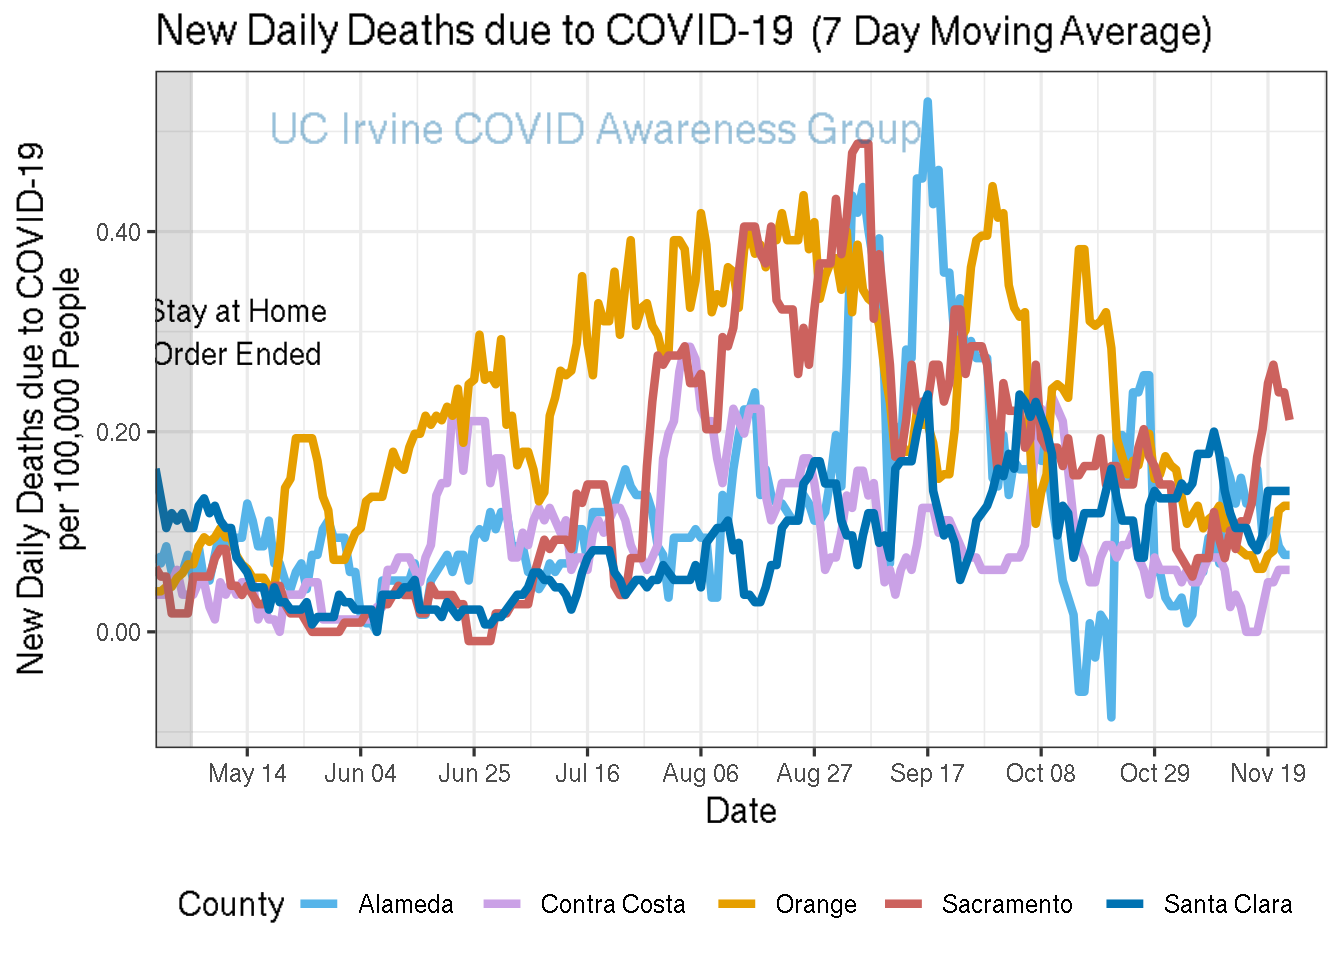 New Daily Deaths due to COVID-19 (7 Day Moving Average)
UC Irvine COVID Awareness Group
New Daily Deaths due to COVID-19
per 100,000 People
0.40
0.20
0.00
Stay at Home
Order Ended
May 14 Jun 04 Jun 25 Jul 16 Aug 06 Aug 27 Sep 17 Oct 08 Oct 29 Nov 19
Date
County Alameda Contra Costa Orange Sacramento Santa Clara